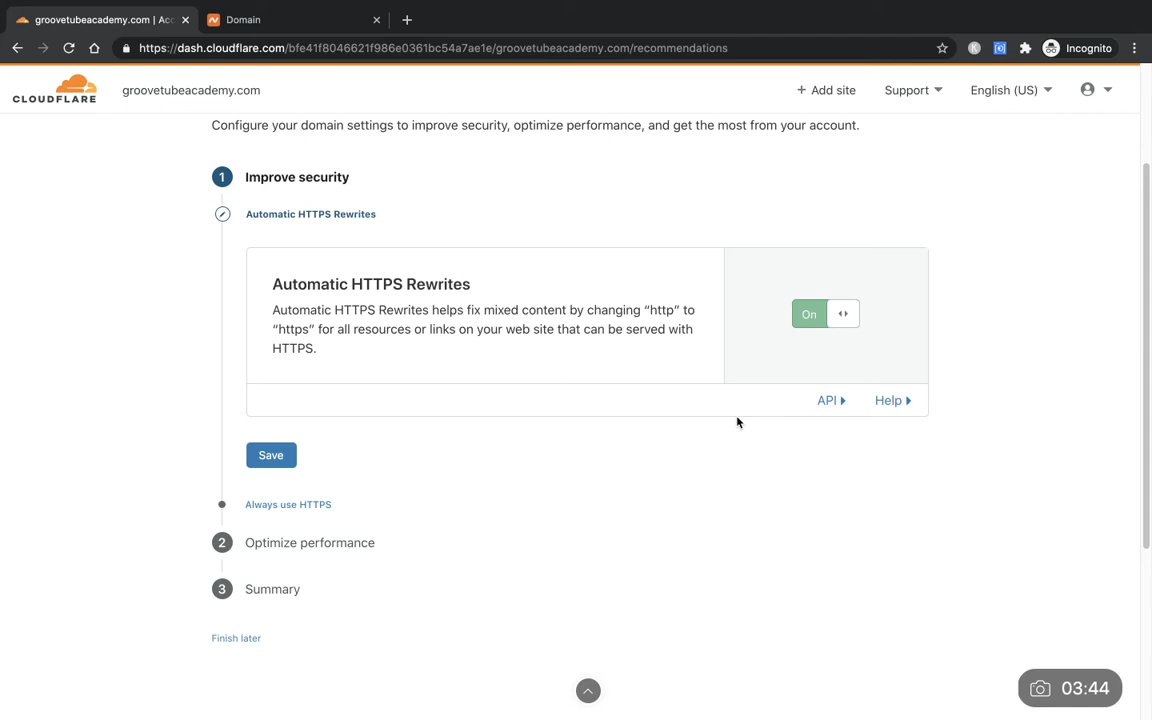 groovetubeacademy.com | Acc
Domain
https://dash.cloudflare.com/bfe41f8046621f986e0361bc54a7ae1e/groovetubeacademy.com/recommendations
Incognito
CLOUDFLARE
groovetubeacademy.com
+ Add site
Support
English (US)
Configure your domain settings to improve security, optimize performance, and get the most from your account.
1 Improve security
Automatic HTTPS Rewrites
Automatic HTTPS Rewrites
Automatic HTTPS Rewrites helps fix mixed content by changing “http” to
“https” for all resources or links on your web site that can be served with
HTTPS.
On
API
Help
Save
Always use HTTPS
2 Optimize performance
3 Summary
Finish later
03:44